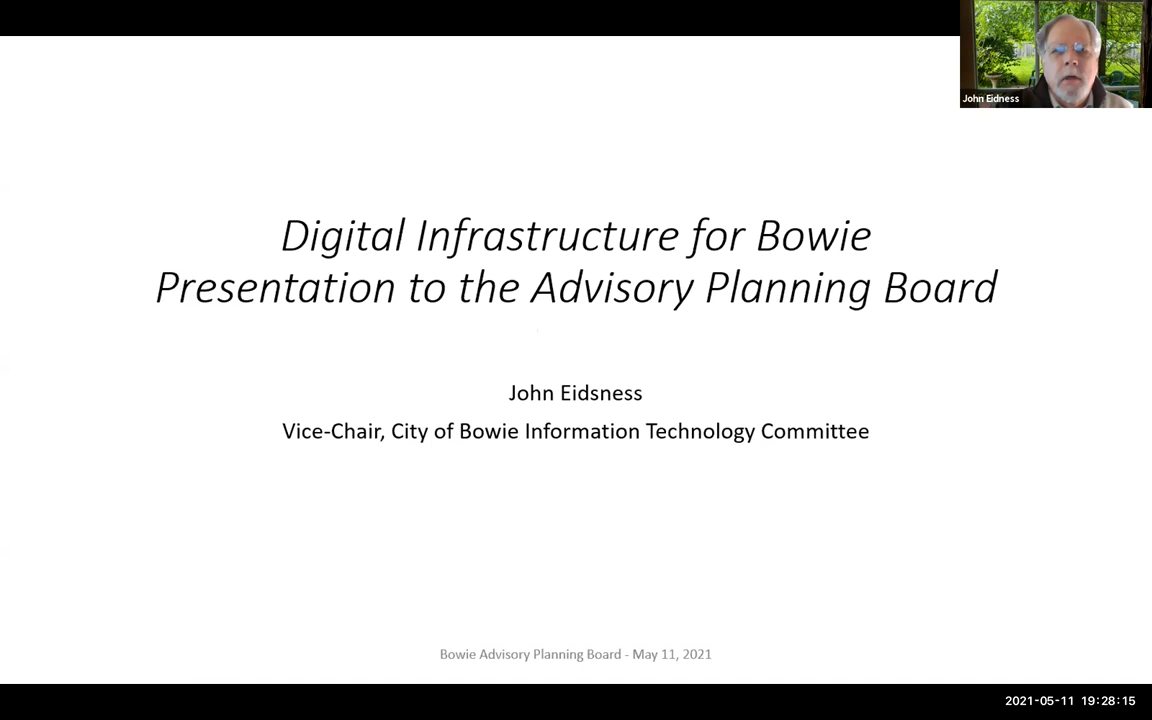 John Eidness
Digital Infrastructure for Bowie
Presentation to the Advisory Planning Board
John Eidsness
Vice-Chair, City of Bowie Information Technology Committee
Bowie Advisory Planning Board - May 11, 2021
2021-05-11 19:28:15